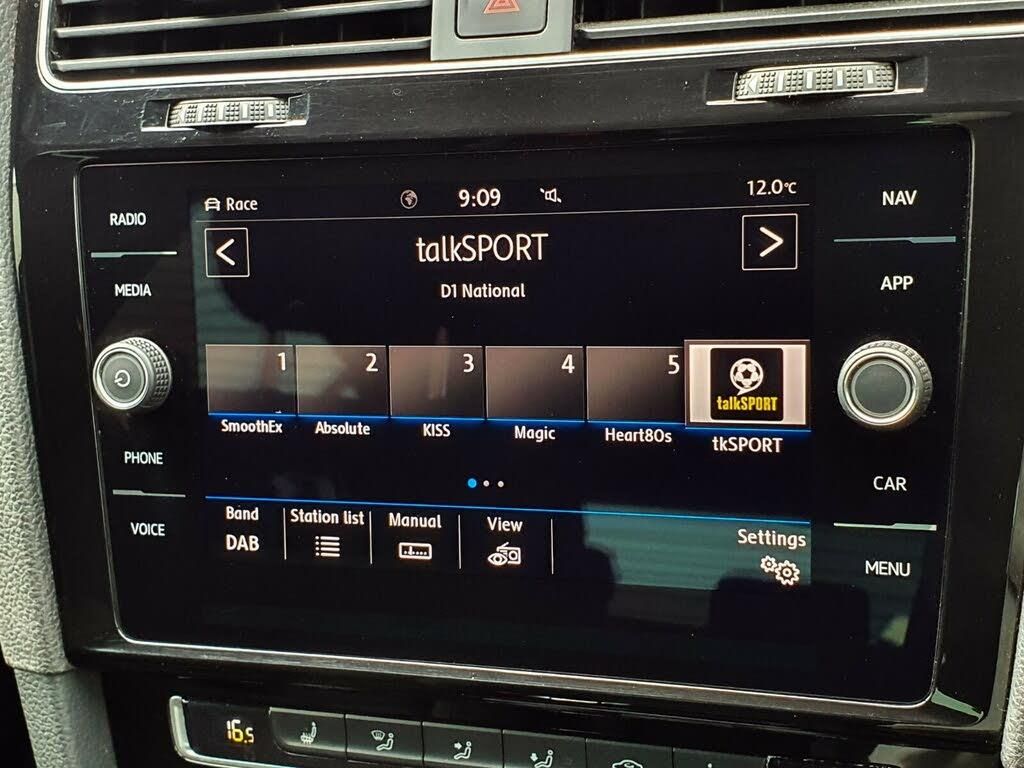 RADIO
MEDIA
PHONE
VOICE
Race
9:09
12.0°C
talkSPORT
D1 National
1
2
3
4
5
talkSPORT
SmoothEx
Absolute
KISS
Magic
Heart80s
tkSPORT
Band
DAB
Station list
Manual
View
Settings
NAV
APP
CAR
MENU
16.5